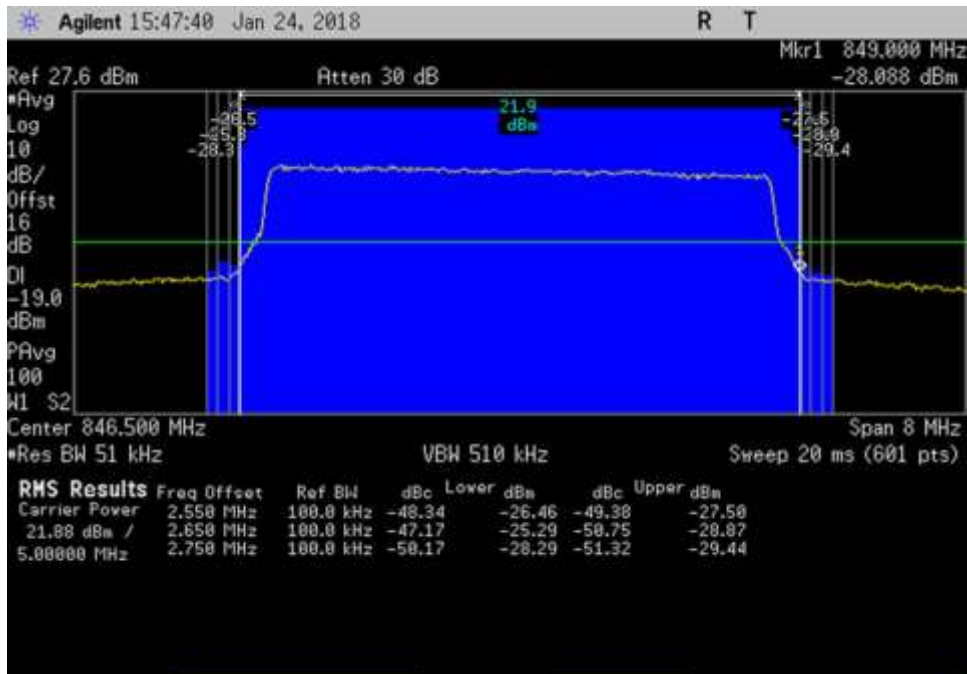 Agilent 15:47:40 Jan 24, 2018 R T
Mkr1 849.000 MHz
Ref 27.6 dBm Atten 30 dB -28.088 dBm
*Avg
Log
10
dB/
Offst
16
dB
DI
-19.0
dBm
PAvg
100
W1 S2
21.9
dBm
-26.5
-25.3
-28.3
-27.5
-28.9
-29.4
1
Center 846.500 MHz Span 8 MHz
*Res BW 51 kHz VBW 510 kHz Sweep 20 ms (601 pts)
RMS Results Freq Offset Ref BW dBc Lower dBm dBc Upper dBm
Carrier Power 2.550 MHz 100.0 kHz -48.34 -26.46 -49.38 -27.50
21.88 dBm / 2.650 MHz 100.0 kHz -47.17 -25.29 -50.75 -28.87
5.00000 MHz 2.750 MHz 100.0 kHz -50.17 -28.29 -51.32 -29.44